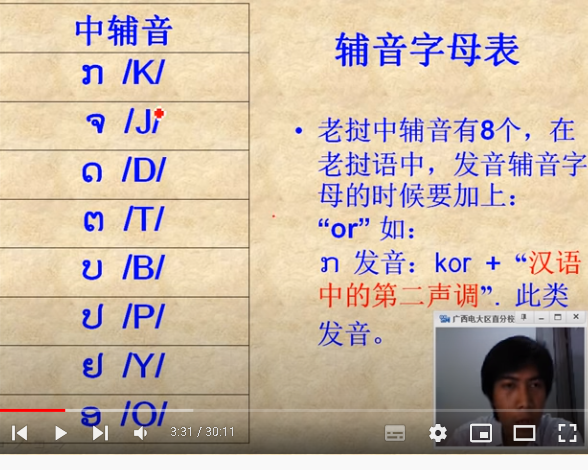 中辅音
ກ /K/
ຈ /J/
ດ /D/
ຕ /T/
ບ /B/
ປ /P/
ຢ /Y/
ອ /O/
辅音字母表
• 老挝中辅音有8个，在
老挝语中，发音辅音字
母的时候要加上：
“or” 如：
ກ 发音：kor + “汉语
中的第二声调”. 此类
发音。
广西电大区直分校
3:31 / 30:11